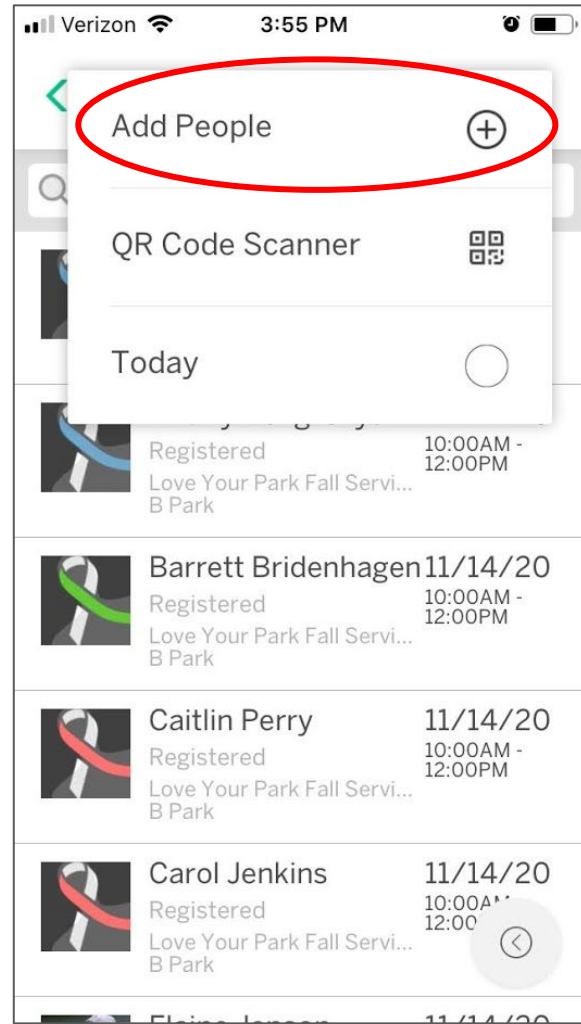 Verizon 3:55 PM
Add People
QR Code Scanner
Today
Registered 10:00AM -
12:00PM
Love Your Park Fall Servi...
B Park
Barrett Bridenhagen 11/14/20
Registered 10:00AM -
12:00PM
Love Your Park Fall Servi...
B Park
Caitlin Perry 11/14/20
Registered 10:00AM -
12:00PM
Love Your Park Fall Servi...
B Park
Carol Jenkins 11/14/20
Registered
Love Your Park Fall Servi...
B Park